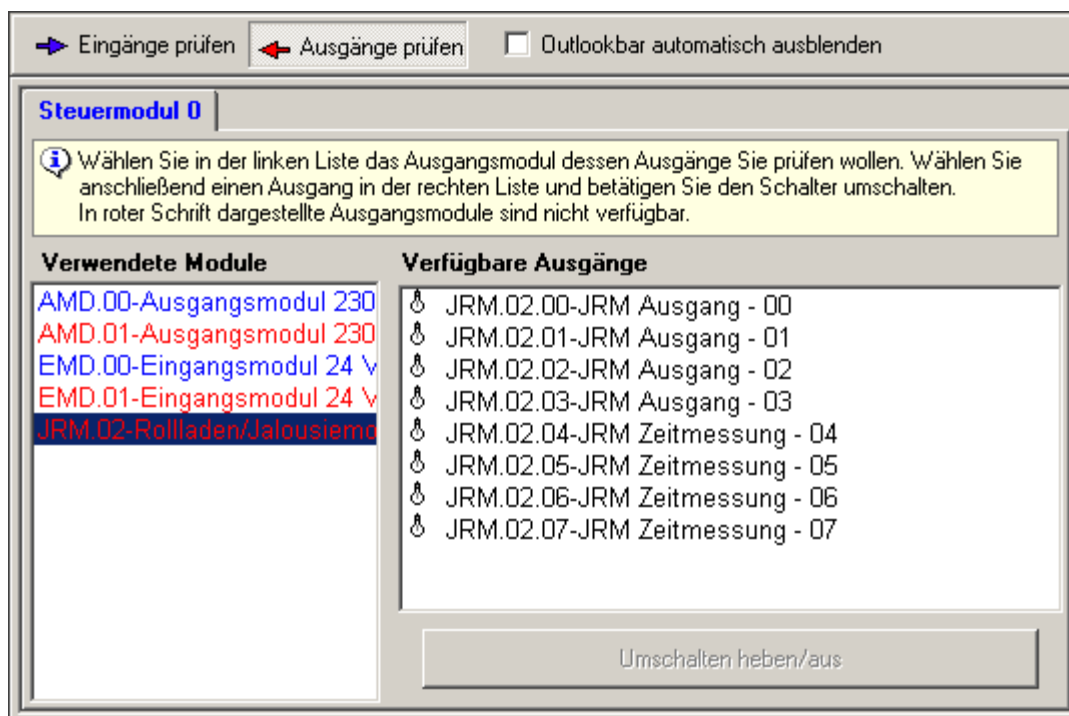 Eingänge prüfen
Ausgänge prüfen
Outlookbar automatisch ausblenden
Steuermodul 0
Wählen Sie in der linken Liste das Ausgangsmodul dessen Ausgänge Sie prüfen wollen. Wählen Sie
anschließend einen Ausgang in der rechten Liste und betätigen Sie den Schalter umschalten.
In roter Schrift dargestellte Ausgangsmodule sind nicht verfügbar.
Verwendete Module
AMD.00-Ausgangsmodul 230
AMD.01-Ausgangsmodul 230
EMD.00-Eingangsmodul 24 V
EMD.01-Eingangsmodul 24 V
JRM.02-Rollladen/Jalousiemo
Verfügbare Ausgänge
JRM.02.00-JRM Ausgang - 00
JRM.02.01-JRM Ausgang - 01
JRM.02.02-JRM Ausgang - 02
JRM.02.03-JRM Ausgang - 03
JRM.02.04-JRM Zeitmessung - 04
JRM.02.05-JRM Zeitmessung - 05
JRM.02.06-JRM Zeitmessung - 06
JRM.02.07-JRM Zeitmessung - 07
Umschalten heben/aus